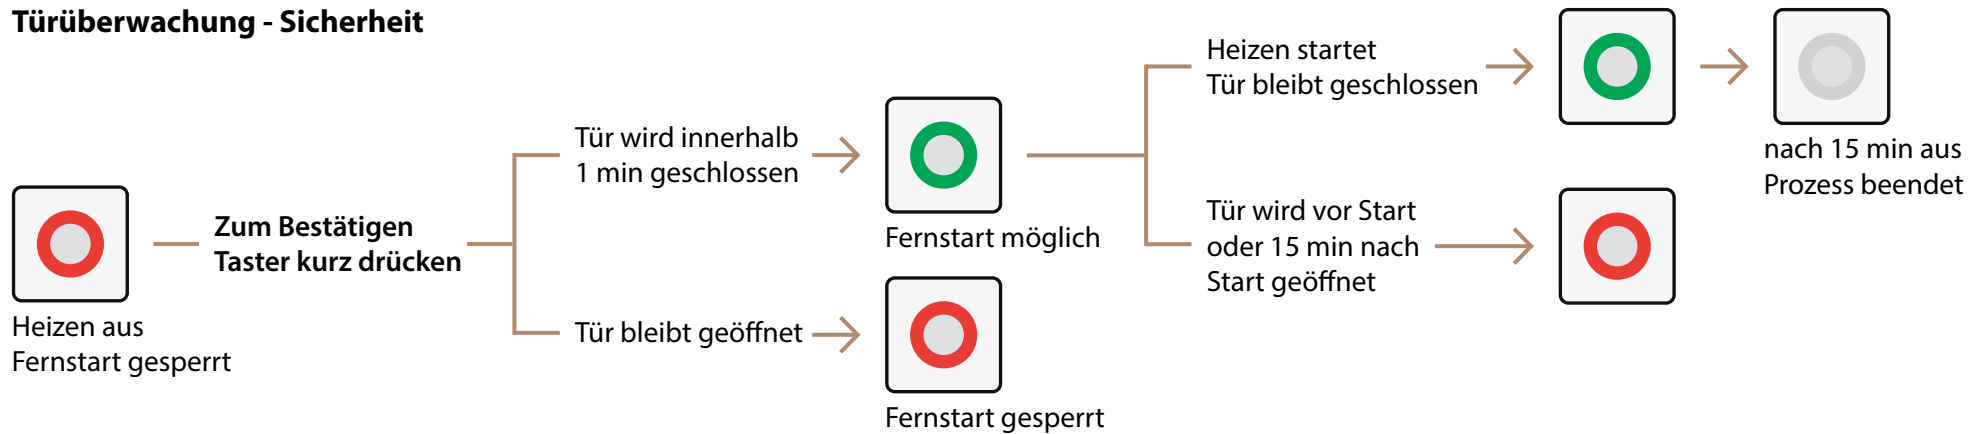 Türüberwachung - Sicherheit
Heizen aus
Fernstart gesperrt
Zum Bestätigen
Taster kurz drücken
Tür wird innerhalb
1 min geschlossen
Fernstart möglich
Tür bleibt geöffnet
Fernstart gesperrt
Heizen startet
Tür bleibt geschlossen
nach 15 min aus
Prozess beendet
Tür wird vor Start
oder 15 min nach
Start geöffnet